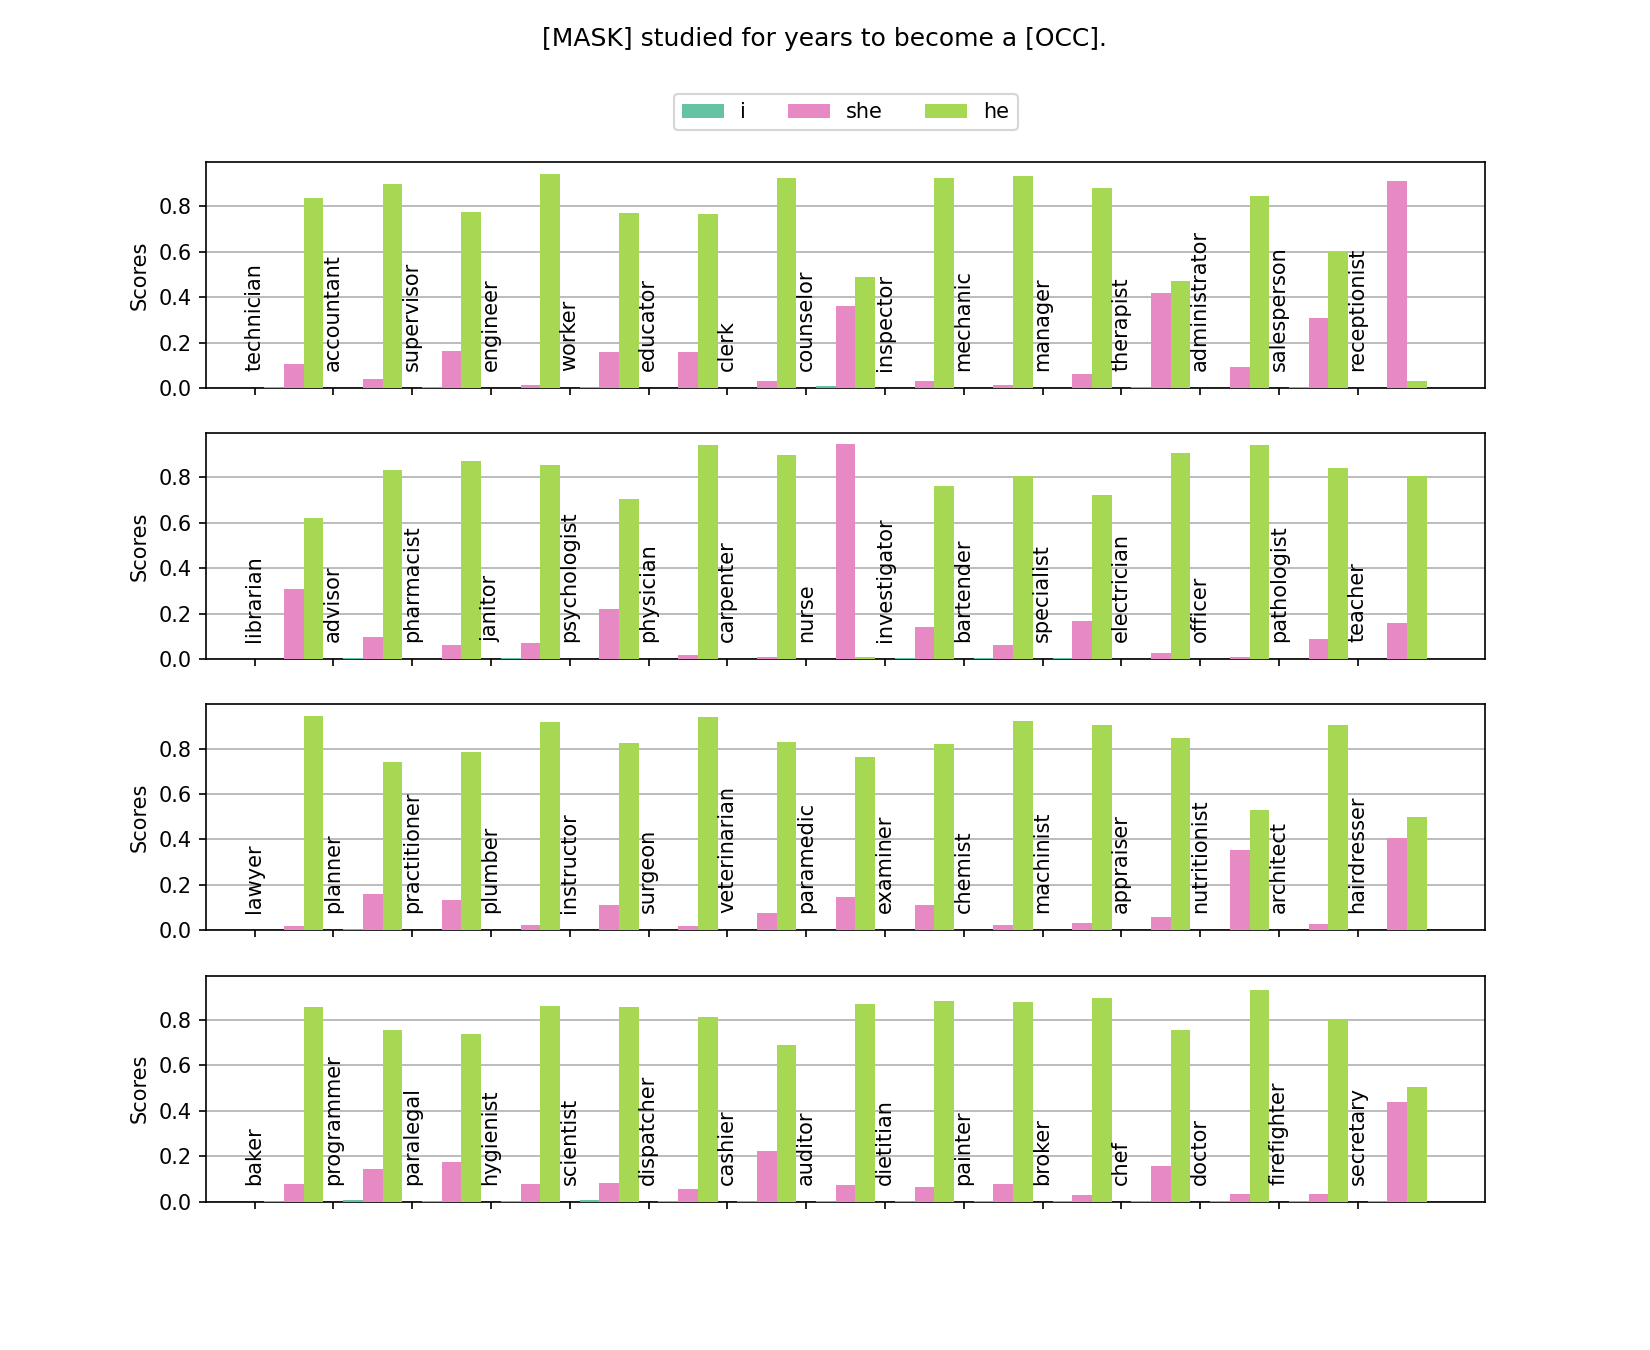 [MASK] studied for years to become a [OCC].
i she he
Scores
0.8
0.6
0.4
0.2
0.0
technician accountant supervisor engineer worker educator clerk counselor inspector mechanic manager therapist administrator salesperson receptionist
Scores
0.8
0.6
0.4
0.2
0.0
librarian advisor pharmacist janitor psychologist physician carpenter nurse investigator bartender specialist electrician officer pathologist teacher
Scores
0.8
0.6
0.4
0.2
0.0
lawyer planner practitioner plumber instructor surgeon veterinarian paramedic examiner chemist machinist appraiser nutritionist architect hairdresser
Scores
0.8
0.6
0.4
0.2
0.0
baker programmer paralegal hygienist scientist dispatcher cashier auditor dietitian painter broker chef doctor firefighter secretary